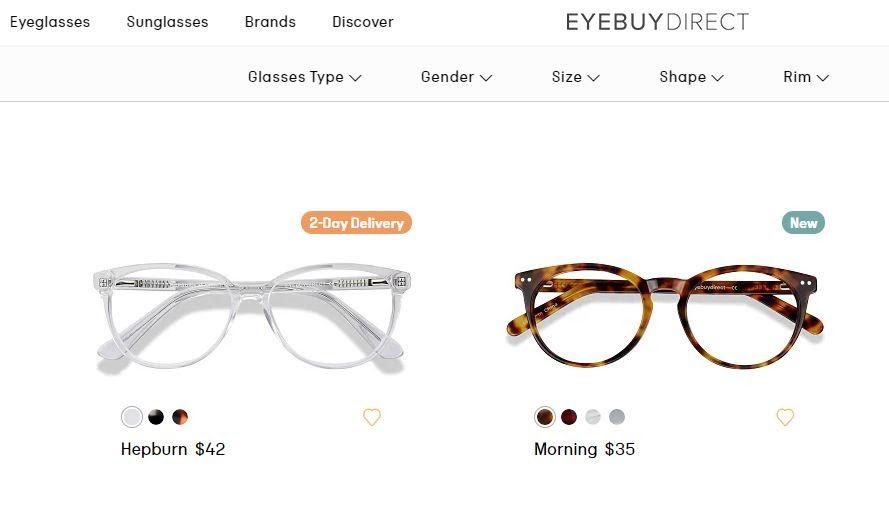 Eyeglasses Sunglasses Brands Discover EYEBUYDIRECT
Glasses Type Gender Size Shape Rim
2-Day Delivery New
eyebuydirect CE
Hepburn $42 Morning $35